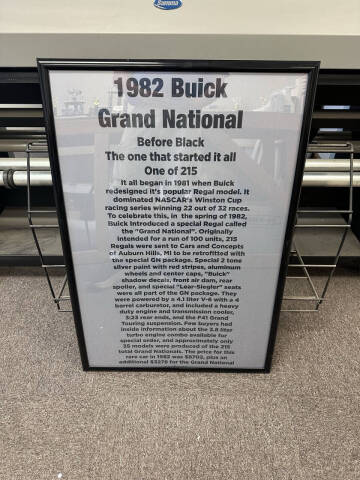 Summa
1982 Buick
Grand National
Before Black
The one that started it all
One of 215
It all began in 1981 when Buick
redesigned it's popular Regal model. It
dominated NASCAR's Winston Cup
racing series winning 22 out of 32 races.
To celebrate this, in the spring of 1982,
Buick introduced a special Regal called
the "Grand National". Originally
intended for a run of 100 units, 215
Regals were sent to Cars and Concepts
of Auburn Hills, MI to be retrofitted with
the special GN package. Special 2 tone
silver paint with red stripes, aluminum
wheels and center caps, "Buick"
shadow decals, front air dam, rear
spoiler, and special "Lear-Siegler" seats
were all part of the GN package. They
were powered by a 4.1 liter V-6 with a 4
barrel carburetor, and included a heavy
duty engine and transmission cooler,
3:23 rear ends, and the F41 Grand
Touring suspension. Few buyers had
inside information about the 3.8 liter
turbo engine combo available for
special order, and approximately only
25 models were produced of the 215
total Grand Nationals. The price for this
rare car in 1982 was $8703, plus an
additional $3278 for the Grand National